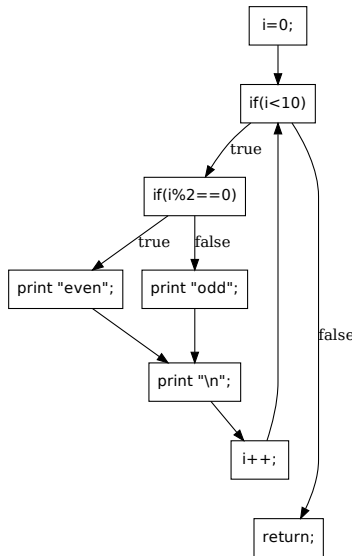 i=0;
if(i<10)
true
if(i%2==0)
true
false
print "even";
print "odd";
false
print "\n";
i++;
return;